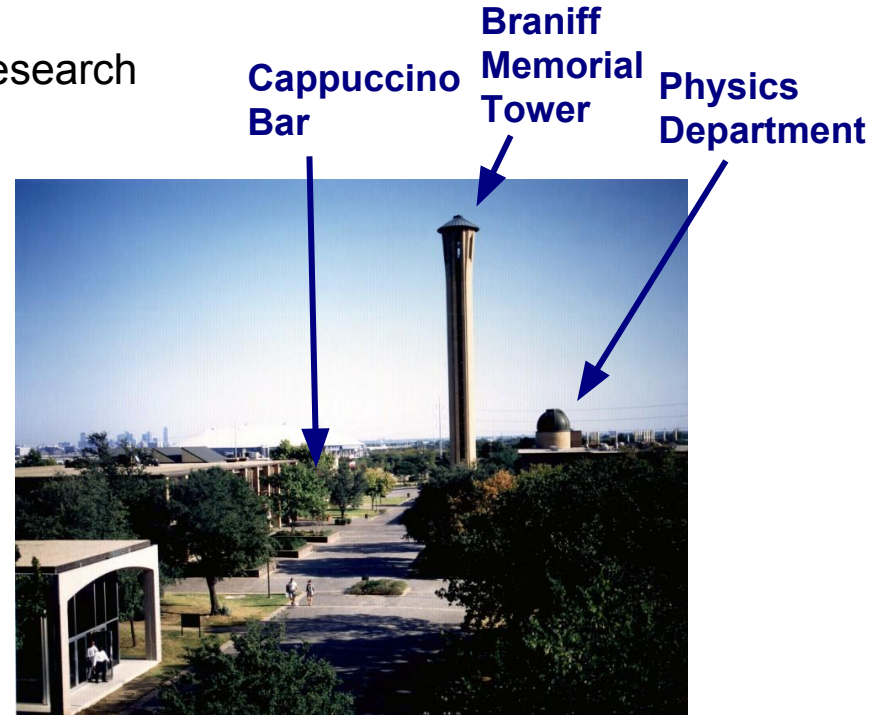 esearch
Cappuccino
Bar
Braniff
Memorial
Tower
Physics
Department